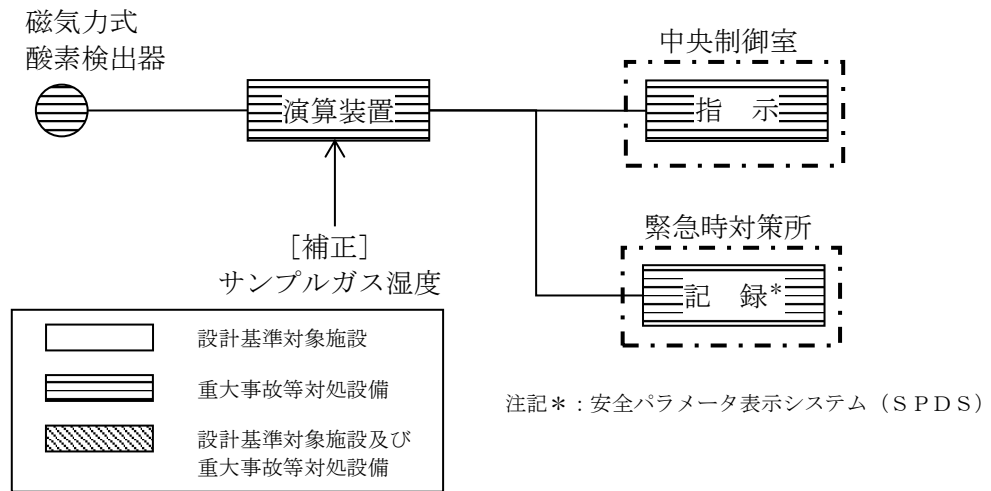 磁気力式
酸素検出器
演算装置
中央制御室
指　示
［補正］
サンプルガス湿度
緊急時対策所
記　録*
設計基準対象施設
重大事故等対処設備
設計基準対象施設及び
重大事故等対処設備
注記＊：安全パラメータ表示システム（ＳＰＤＳ）